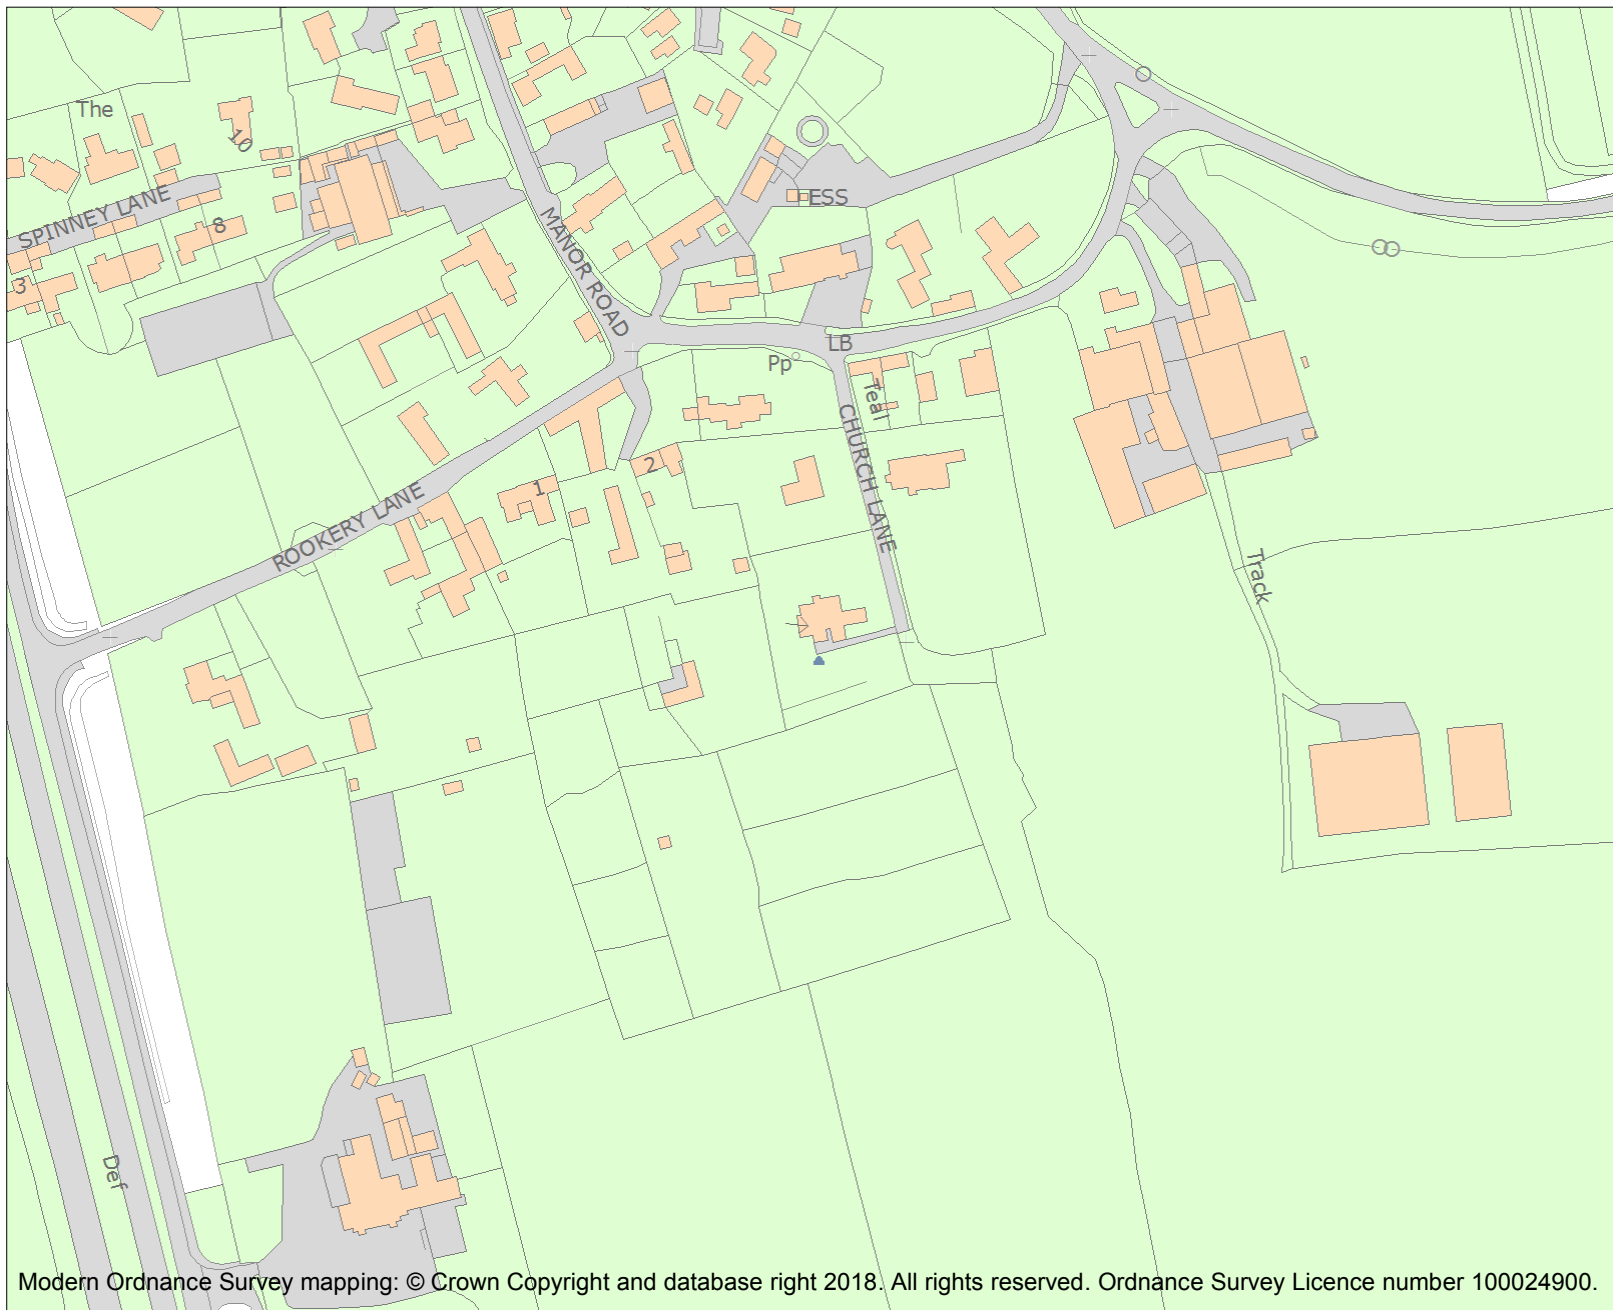 The
10
SPINNEY LANE
8
3
ESS
MANOR ROAD
LB
Pp
Teal
CHURCH LANE
2
1
ROOKERY LANE
Track
Def
Modern Ordnance Survey mapping: © Crown Copyright and database right 2018. All rights reserved. Ordnance Survey Licence number 100024900.